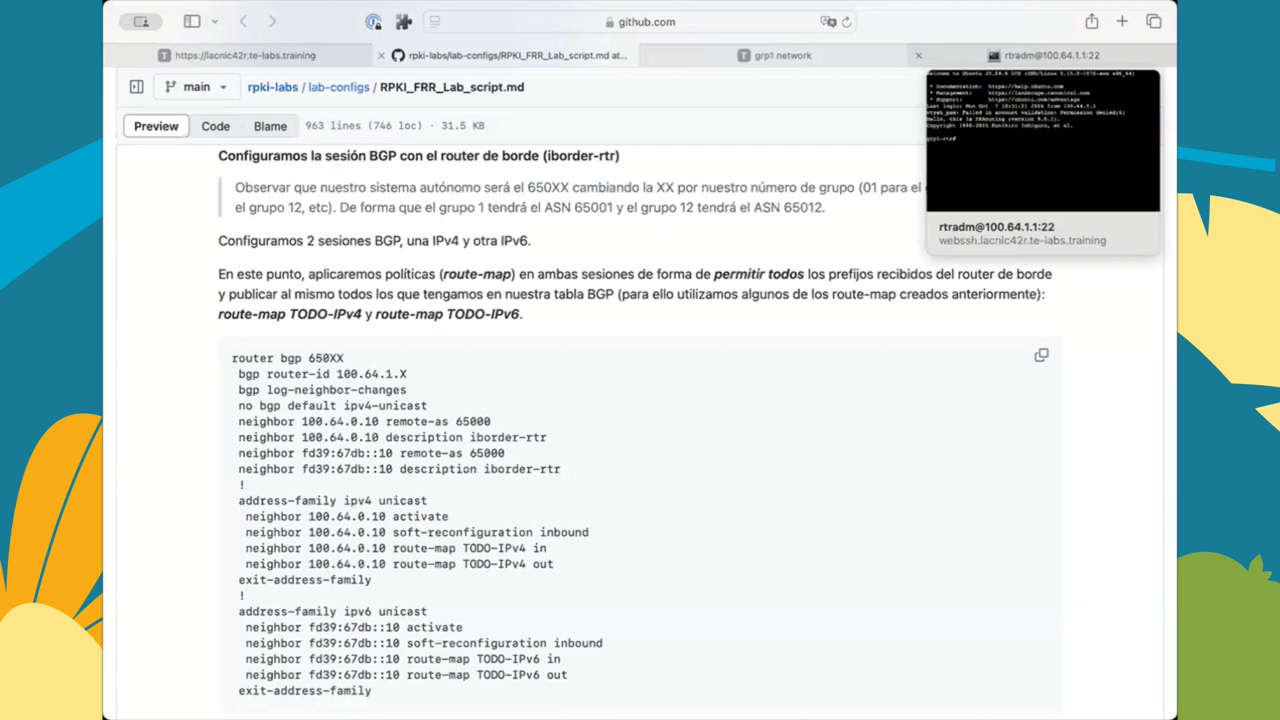 github.com
https://lacnic42r.te-labs.training
rpki-labs/lab-configs/RPKI_FRR_Lab_script.md at...
grp1 network
rtradm@100.64.1.1:22
main
rpki-labs / lab-configs / RPKI_FRR_Lab_script.md
Preview
Code
Blame
963 lines (746 loc) · 31.5 KB
Configuramos la sesión BGP con el router de borde (iborder-rtr)
Observar que nuestro sistema autónomo será el 650XX cambiando la XX por nuestro número de grupo (01 para el
el grupo 12, etc). De forma que el grupo 1 tendrá el ASN 65001 y el grupo 12 tendrá el ASN 65012.
Configuramos 2 sesiones BGP, una IPv4 y otra IPv6.
En este punto, aplicaremos políticas (route-map) en ambas sesiones de forma de permitir todos los prefijos recibidos del router de borde
y publicar al mismo todos los que tengamos en nuestra tabla BGP (para ello utilizamos algunos de los route-map creados anteriormente):
route-map TODO-IPv4 y route-map TODO-IPv6.
router bgp 650XX
bgp router-id 100.64.1.X
bgp log-neighbor-changes
no bgp default ipv4-unicast
neighbor 100.64.0.10 remote-as 65000
neighbor 100.64.0.10 description iborder-rtr
neighbor fd39:67db::10 remote-as 65000
neighbor fd39:67db::10 description iborder-rtr
!
address-family ipv4 unicast
neighbor 100.64.0.10 activate
neighbor 100.64.0.10 soft-reconfiguration inbound
neighbor 100.64.0.10 route-map TODO-IPv4 in
neighbor 100.64.0.10 route-map TODO-IPv4 out
exit-address-family
!
address-family ipv6 unicast
neighbor fd39:67db::10 activate
neighbor fd39:67db::10 soft-reconfiguration inbound
neighbor fd39:67db::10 route-map TODO-IPv6 in
neighbor fd39:67db::10 route-map TODO-IPv6 out
exit-address-family
* Documentation: https://help.ubuntu.com
* Management: https://landscape.canonical.com
* Support:
grp1-rtr#
rtradm@100.64.1.1:22
webssh.lacnic42r.te-labs.training